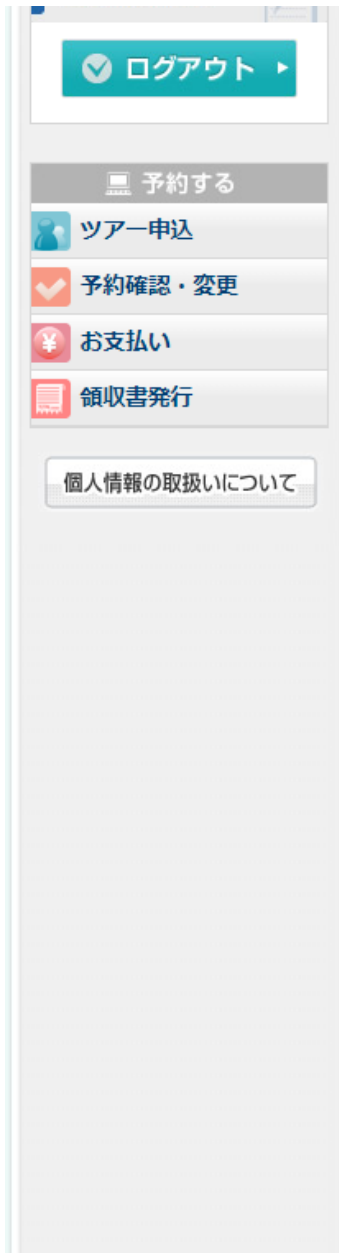 ログアウト
予約する
ツアー申込
予約確認・変更
お支払い
領収書発行
個人情報の取扱いについて